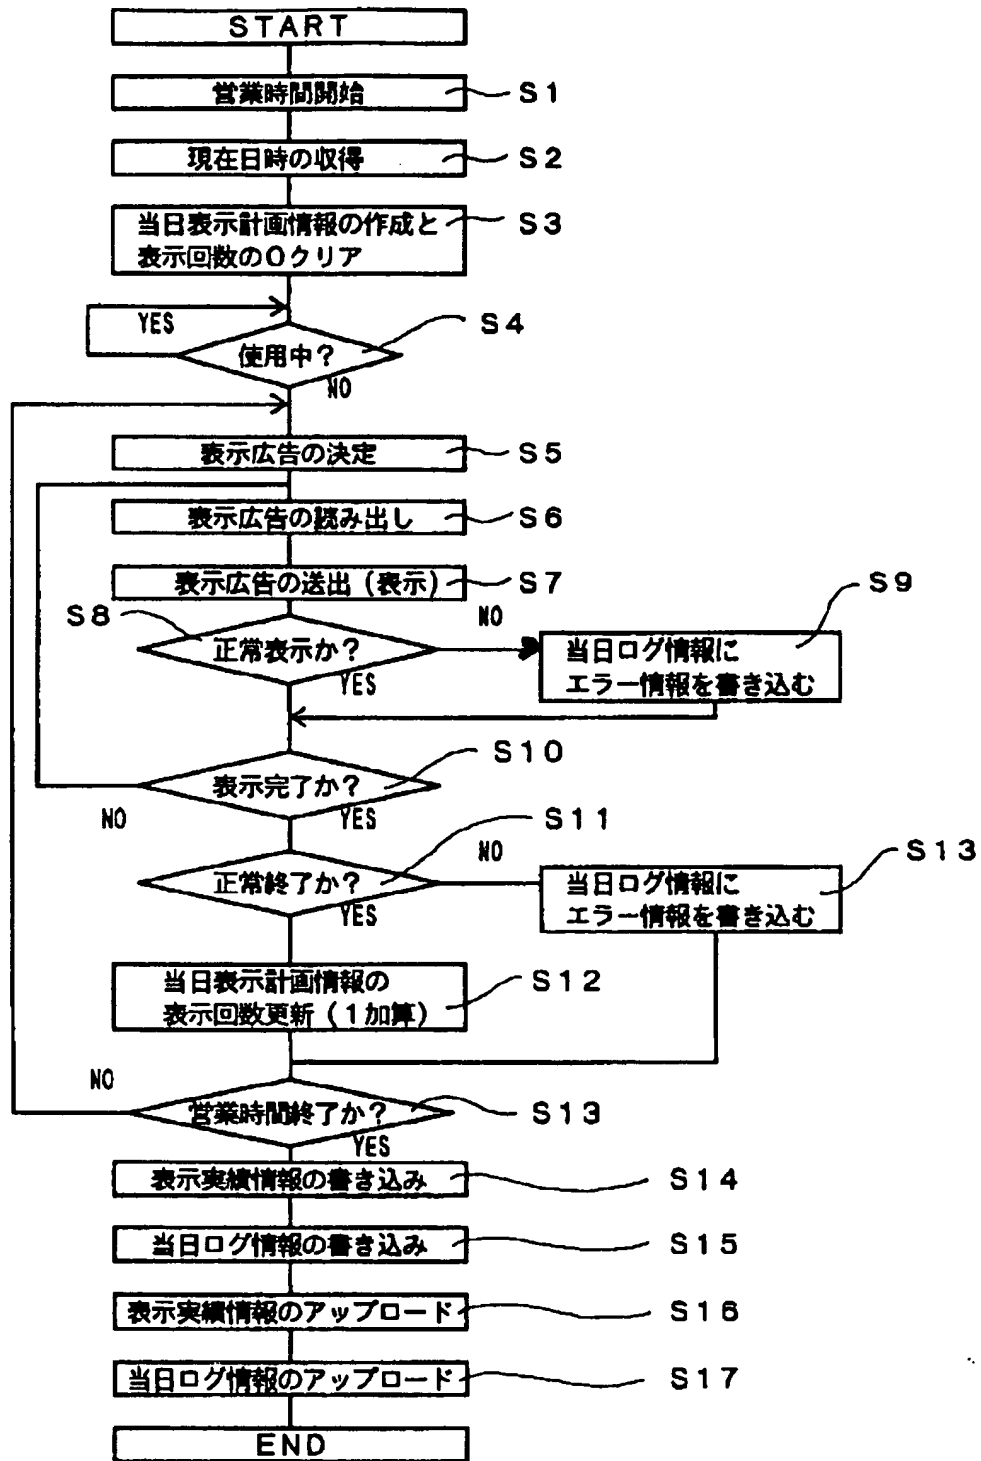 START
営業時間開始 S1
現在日時の収得 S2
当日表示計画情報の作成と S3
表示回数の0クリア
YES S4
使用中?
NO
表示広告の決定 S5
表示広告の読み出し S6
表示広告の送出(表示) S7
S8 NO S9
正常表示か? 当日ログ情報に
YES エラー情報を書き込む
S10
表示完了か?
NO YES
S11
NO S13
正常終了か? 当日ログ情報に
YES エラー情報を書き込む
当日表示計画情報の S12
表示回数更新(1加算)
NO
営業時間終了か? S13
YES
表示実績情報の書き込み S14
当日ログ情報の書き込み S15
表示実績情報のアップロード S16
当日ログ情報のアップロード S17
END